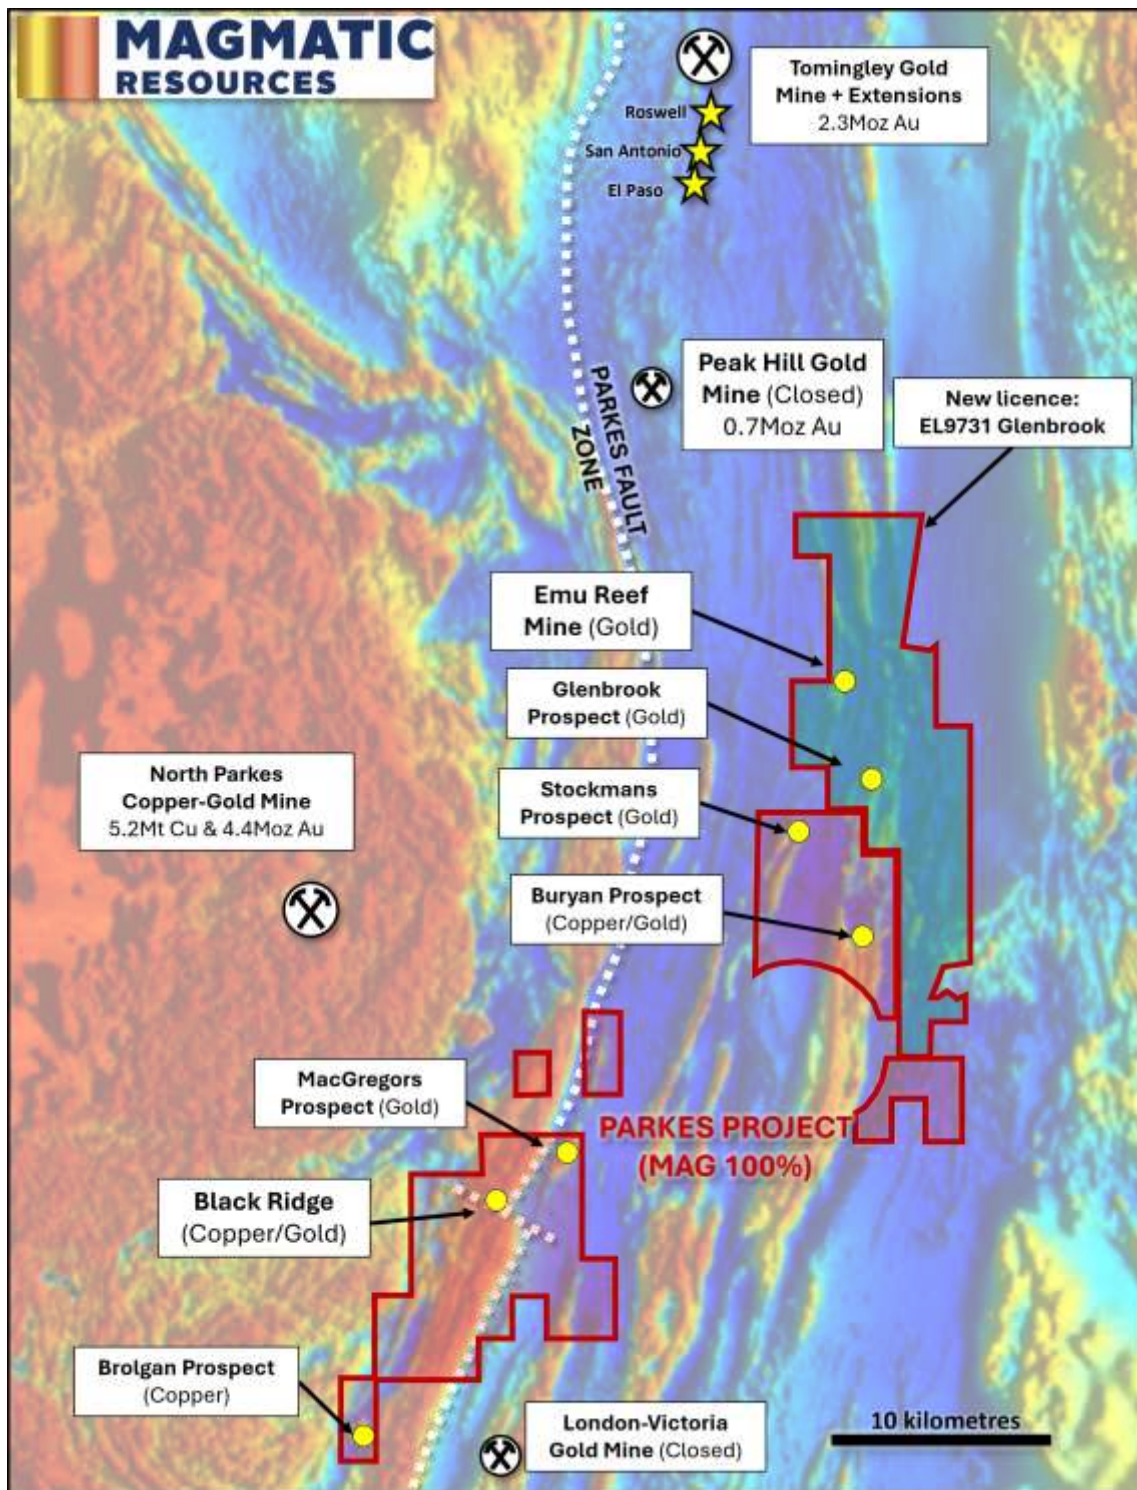 MAGMATIC
RESOURCES
Tomingley Gold
Mine + Extensions
2.3Moz Au
Roswell
San Antonio
El Paso
PARKES FAULT
ZONE
Peak Hill Gold
Mine (Closed)
0.7Moz Au
New licence:
EL9731 Glenbrook
Emu Reef
Mine (Gold)
Glenbrook
Prospect (Gold)
North Parkes
Copper-Gold Mine
5.2Mt Cu & 4.4Moz Au
Stockmans
Prospect (Gold)
Buryan Prospect
(Copper/Gold)
MacGregors
Prospect (Gold)
PARKES PROJECT
(MAG 100%)
Black Ridge
(Copper/Gold)
Brolgan Prospect
(Copper)
London-Victoria
Gold Mine (Closed)
10 kilometres